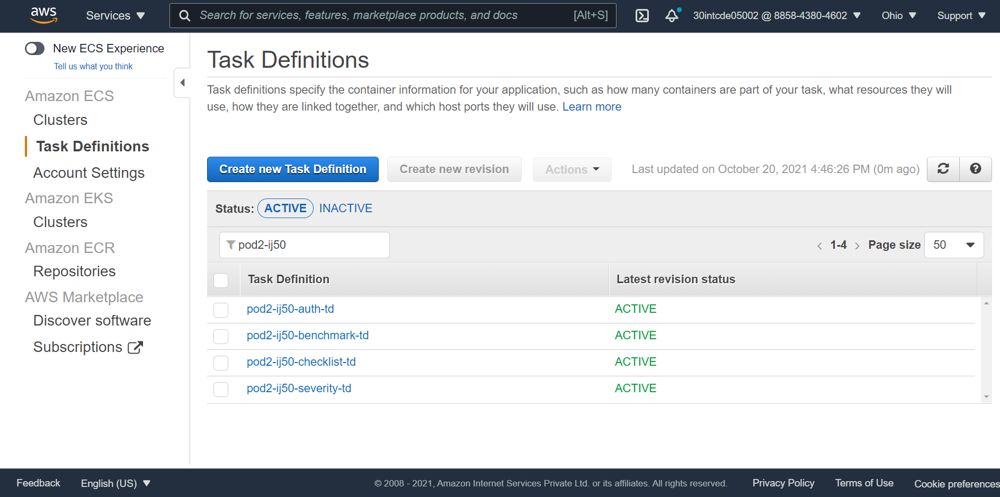 aws
Services
Search for services, features, marketplace products, and docs [Alt+S]
30intcde05002 @ 8858-4380-4602
Ohio
Support
New ECS Experience
Tell us what you think
Amazon ECS
Clusters
Task Definitions
Account Settings
Amazon EKS
Clusters
Amazon ECR
Repositories
AWS Marketplace
Discover software
Subscriptions
Task Definitions
Task definitions specify the container information for your application, such as how many containers are part of your task, what resources they will
use, how they are linked together, and which host ports they will use. Learn more
Create new Task Definition Create new revision Actions Last updated on October 20, 2021 4:46:26 PM (0m ago)
Status: ACTIVE INACTIVE
pod2-ij50 1-4 Page size 50
Task Definition Latest revision status
pod2-ij50-auth-td ACTIVE
pod2-ij50-benchmark-td ACTIVE
pod2-ij50-checklist-td ACTIVE
pod2-ij50-severity-td ACTIVE
Feedback English (US) © 2008 - 2021, Amazon Internet Services Private Ltd. or its affiliates. All rights reserved. Privacy Policy Terms of Use Cookie preferences